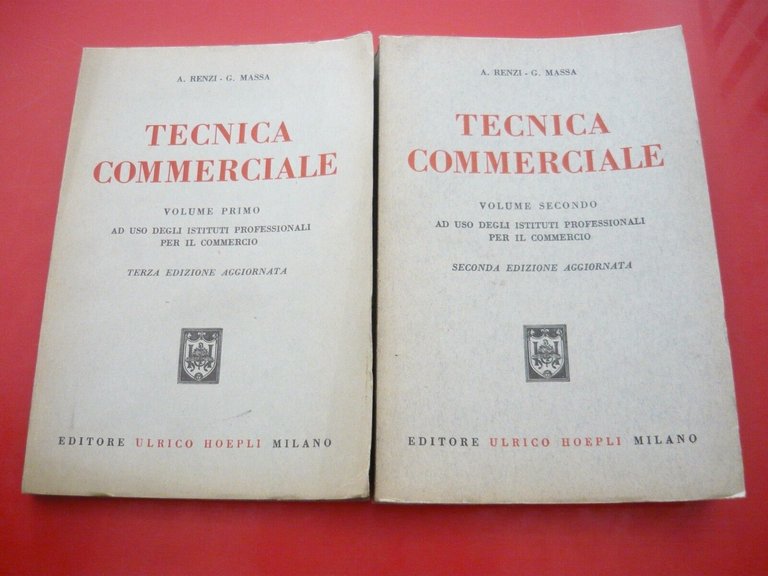 A. RENZI - G. MASSA
TECNICA
COMMERCIALE
VOLUME PRIMO
AD USO DEGLI ISTITUTI PROFESSIONALI
PER IL COMMERCIO
TERZA EDIZIONE AGGIORNATA
EDITORE ULRICO HOEPLI MILANO
A. RENZI - G. MASSA
TECNICA
COMMERCIALE
VOLUME SECONDO
AD USO DEGLI ISTITUTI PROFESSIONALI
PER IL COMMERCIO
SECONDA EDIZIONE AGGIORNATA
EDITORE ULRICO HOEPLI MILANO